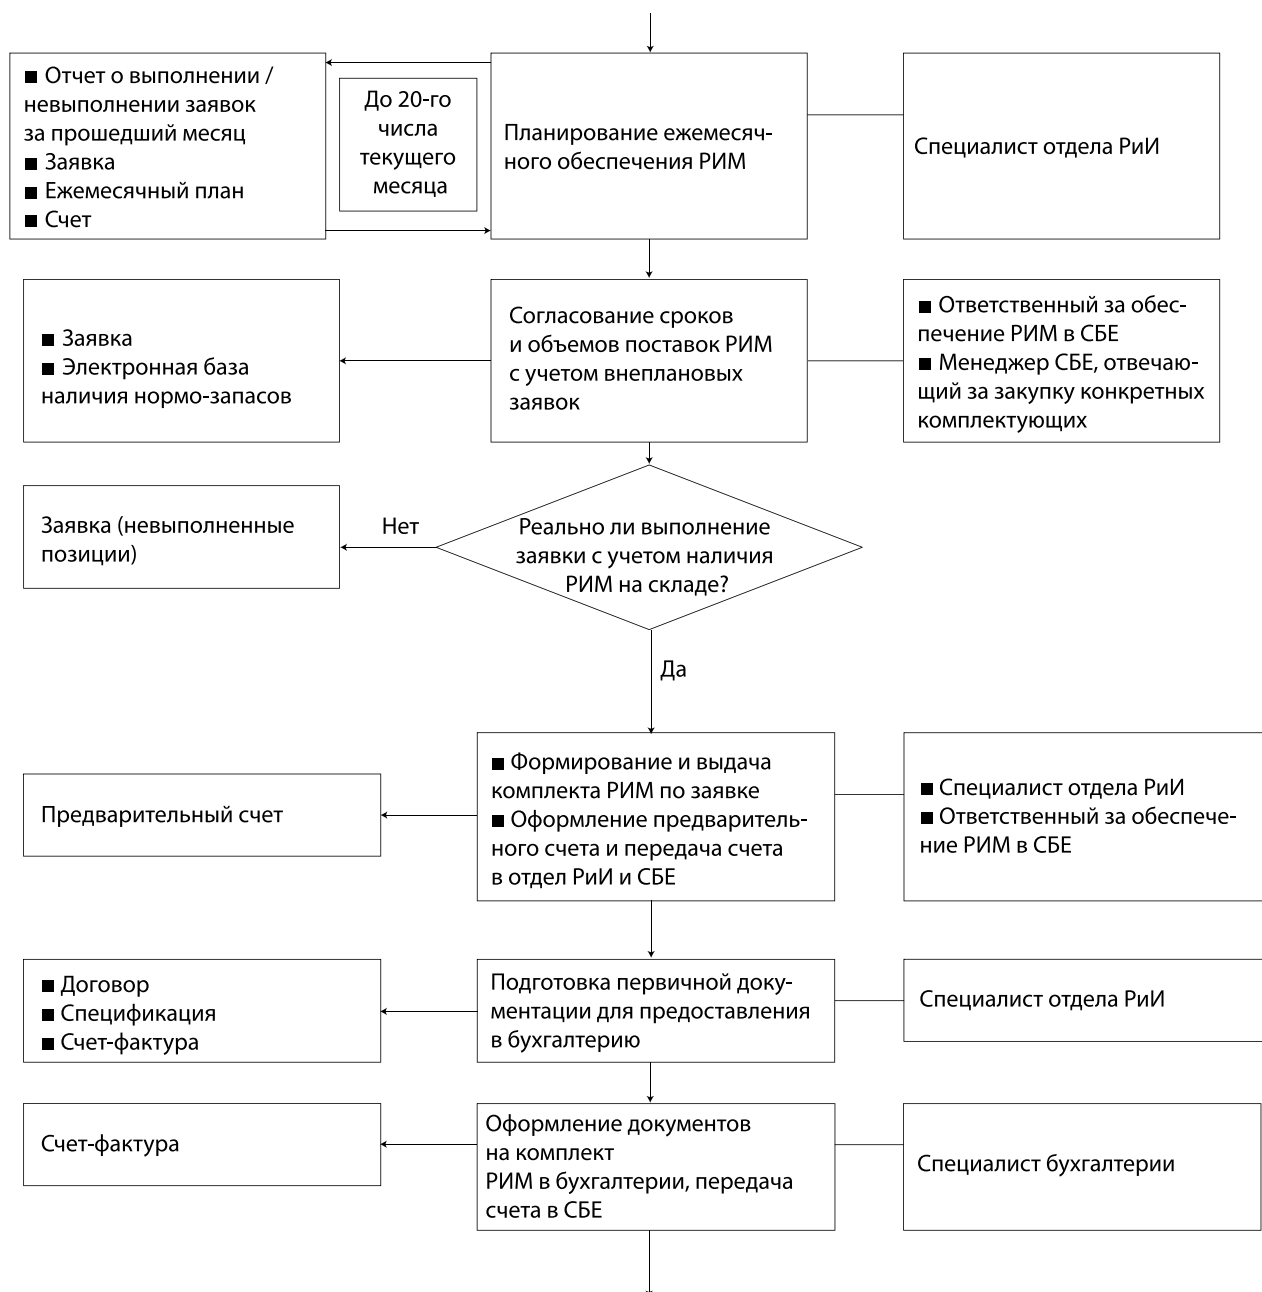 ■ Отчет о выполнении /
невыполнении заявок
за прошедший месяц
■ Заявка
■ Ежемесячный план
■ Счет
До 20-го
числа
текущего
месяца
Планирование ежемесяч-
ного обеспечения РИМ
Специалист отдела РиИ
■ Заявка
■ Электронная база
наличия нормо-запасов
Согласование сроков
и объемов поставок РИМ
с учетом внеплановых
заявок
■ Ответственный за обес-
печение РИМ в СБЕ
■ Менеджер СБЕ, отвечаю-
щий за закупку конкретных
комплектующих
Заявка (невыполненные
позиции)
Нет
Реально ли выполнение
заявки с учетом наличия
РИМ на складе?
Да
Предварительный счет
■ Формирование и выдача
комплекта РИМ по заявке
■ Оформление предваритель-
ного счета и передача счета
в отдел РиИ и СБЕ
■ Специалист отдела РиИ
■ Ответственный за обеспече-
ние РИМ в СБЕ
■ Договор
■ Спецификация
■ Счет-фактура
Подготовка первичной доку-
ментации для предоставления
в бухгалтерию
Специалист отдела РиИ
Счет-фактура
Оформление документов
на комплект
РИМ в бухгалтерии, передача
счета в СБЕ
Специалист бухгалтерии